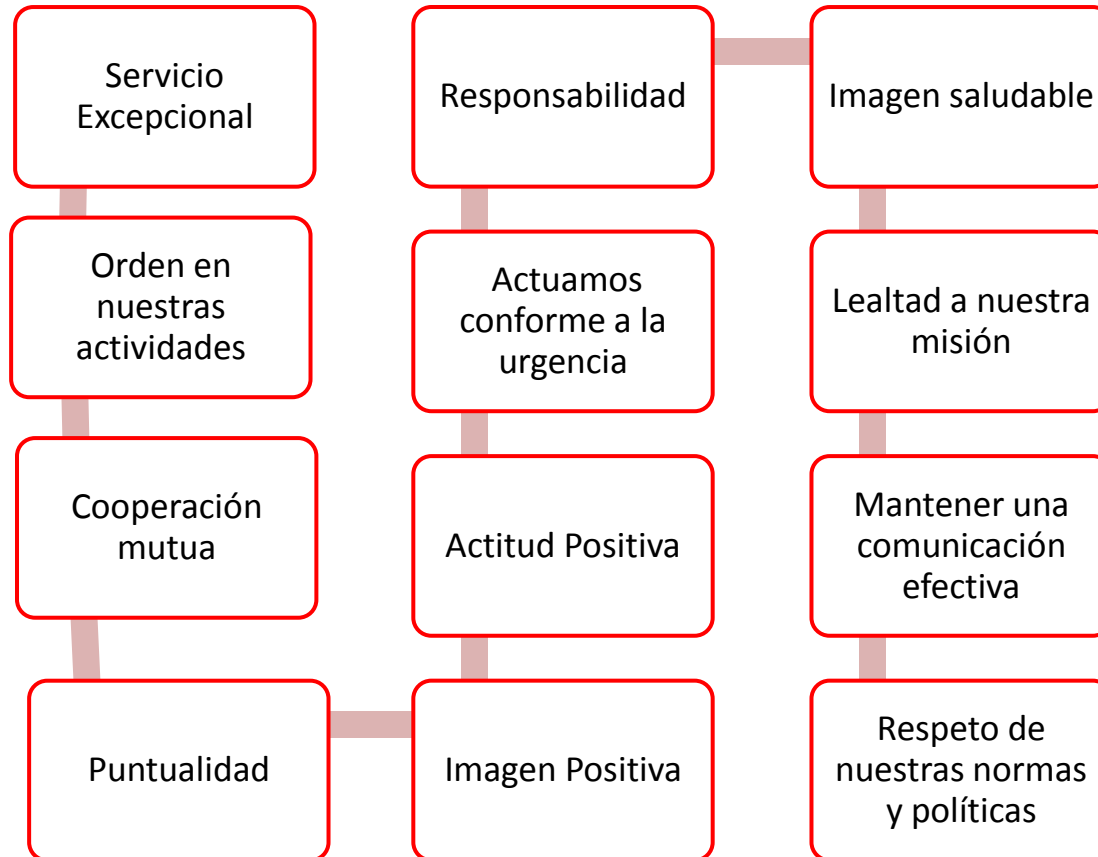 Servicio
Excepcional
Orden en
nuestras
actividades
Cooperación
mutua
Puntualidad
Imagen Positiva
Actitud Positiva
Actuamos
conforme a la
urgencia
Responsabilidad
Imagen saludable
Lealtad a nuestra
misión
Mantener una
comunicación
efectiva
Respeto de
nuestras normas
y políticas